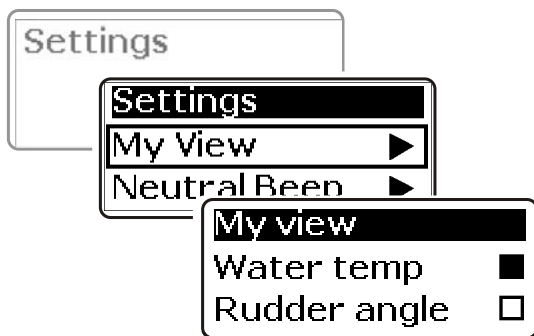 Settings
Settings
My View
Neutral Beep
My view
Water temp
Rudder angle